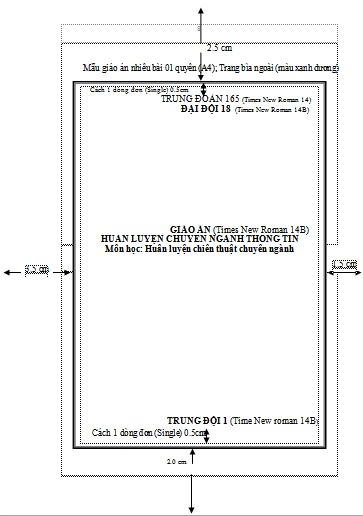 2.5 cm
Mẫu giáo án nhiều bài 01 quyển (A4); Trang bìa ngoài (màu xanh dương)
Cách 1 dòng đơn (Single) 0.5cm
TRUNG ĐOÀN 165 (Times New Roman 14)
ĐẠI ĐỘI 18 (Times New Roman 14B)
GIÁO ÁN (Times New Roman 14B)
HUẤN LUYỆN CHUYÊN NGÀNH THÔNG TIN
Môn học: Huấn luyện chiến thuật chuyên ngành
1.5 cm
TRUNG ĐỘI 1 (Time New roman 14B)
Cách 1 dòng đơn (Single) 0.5cm
2.0 cm